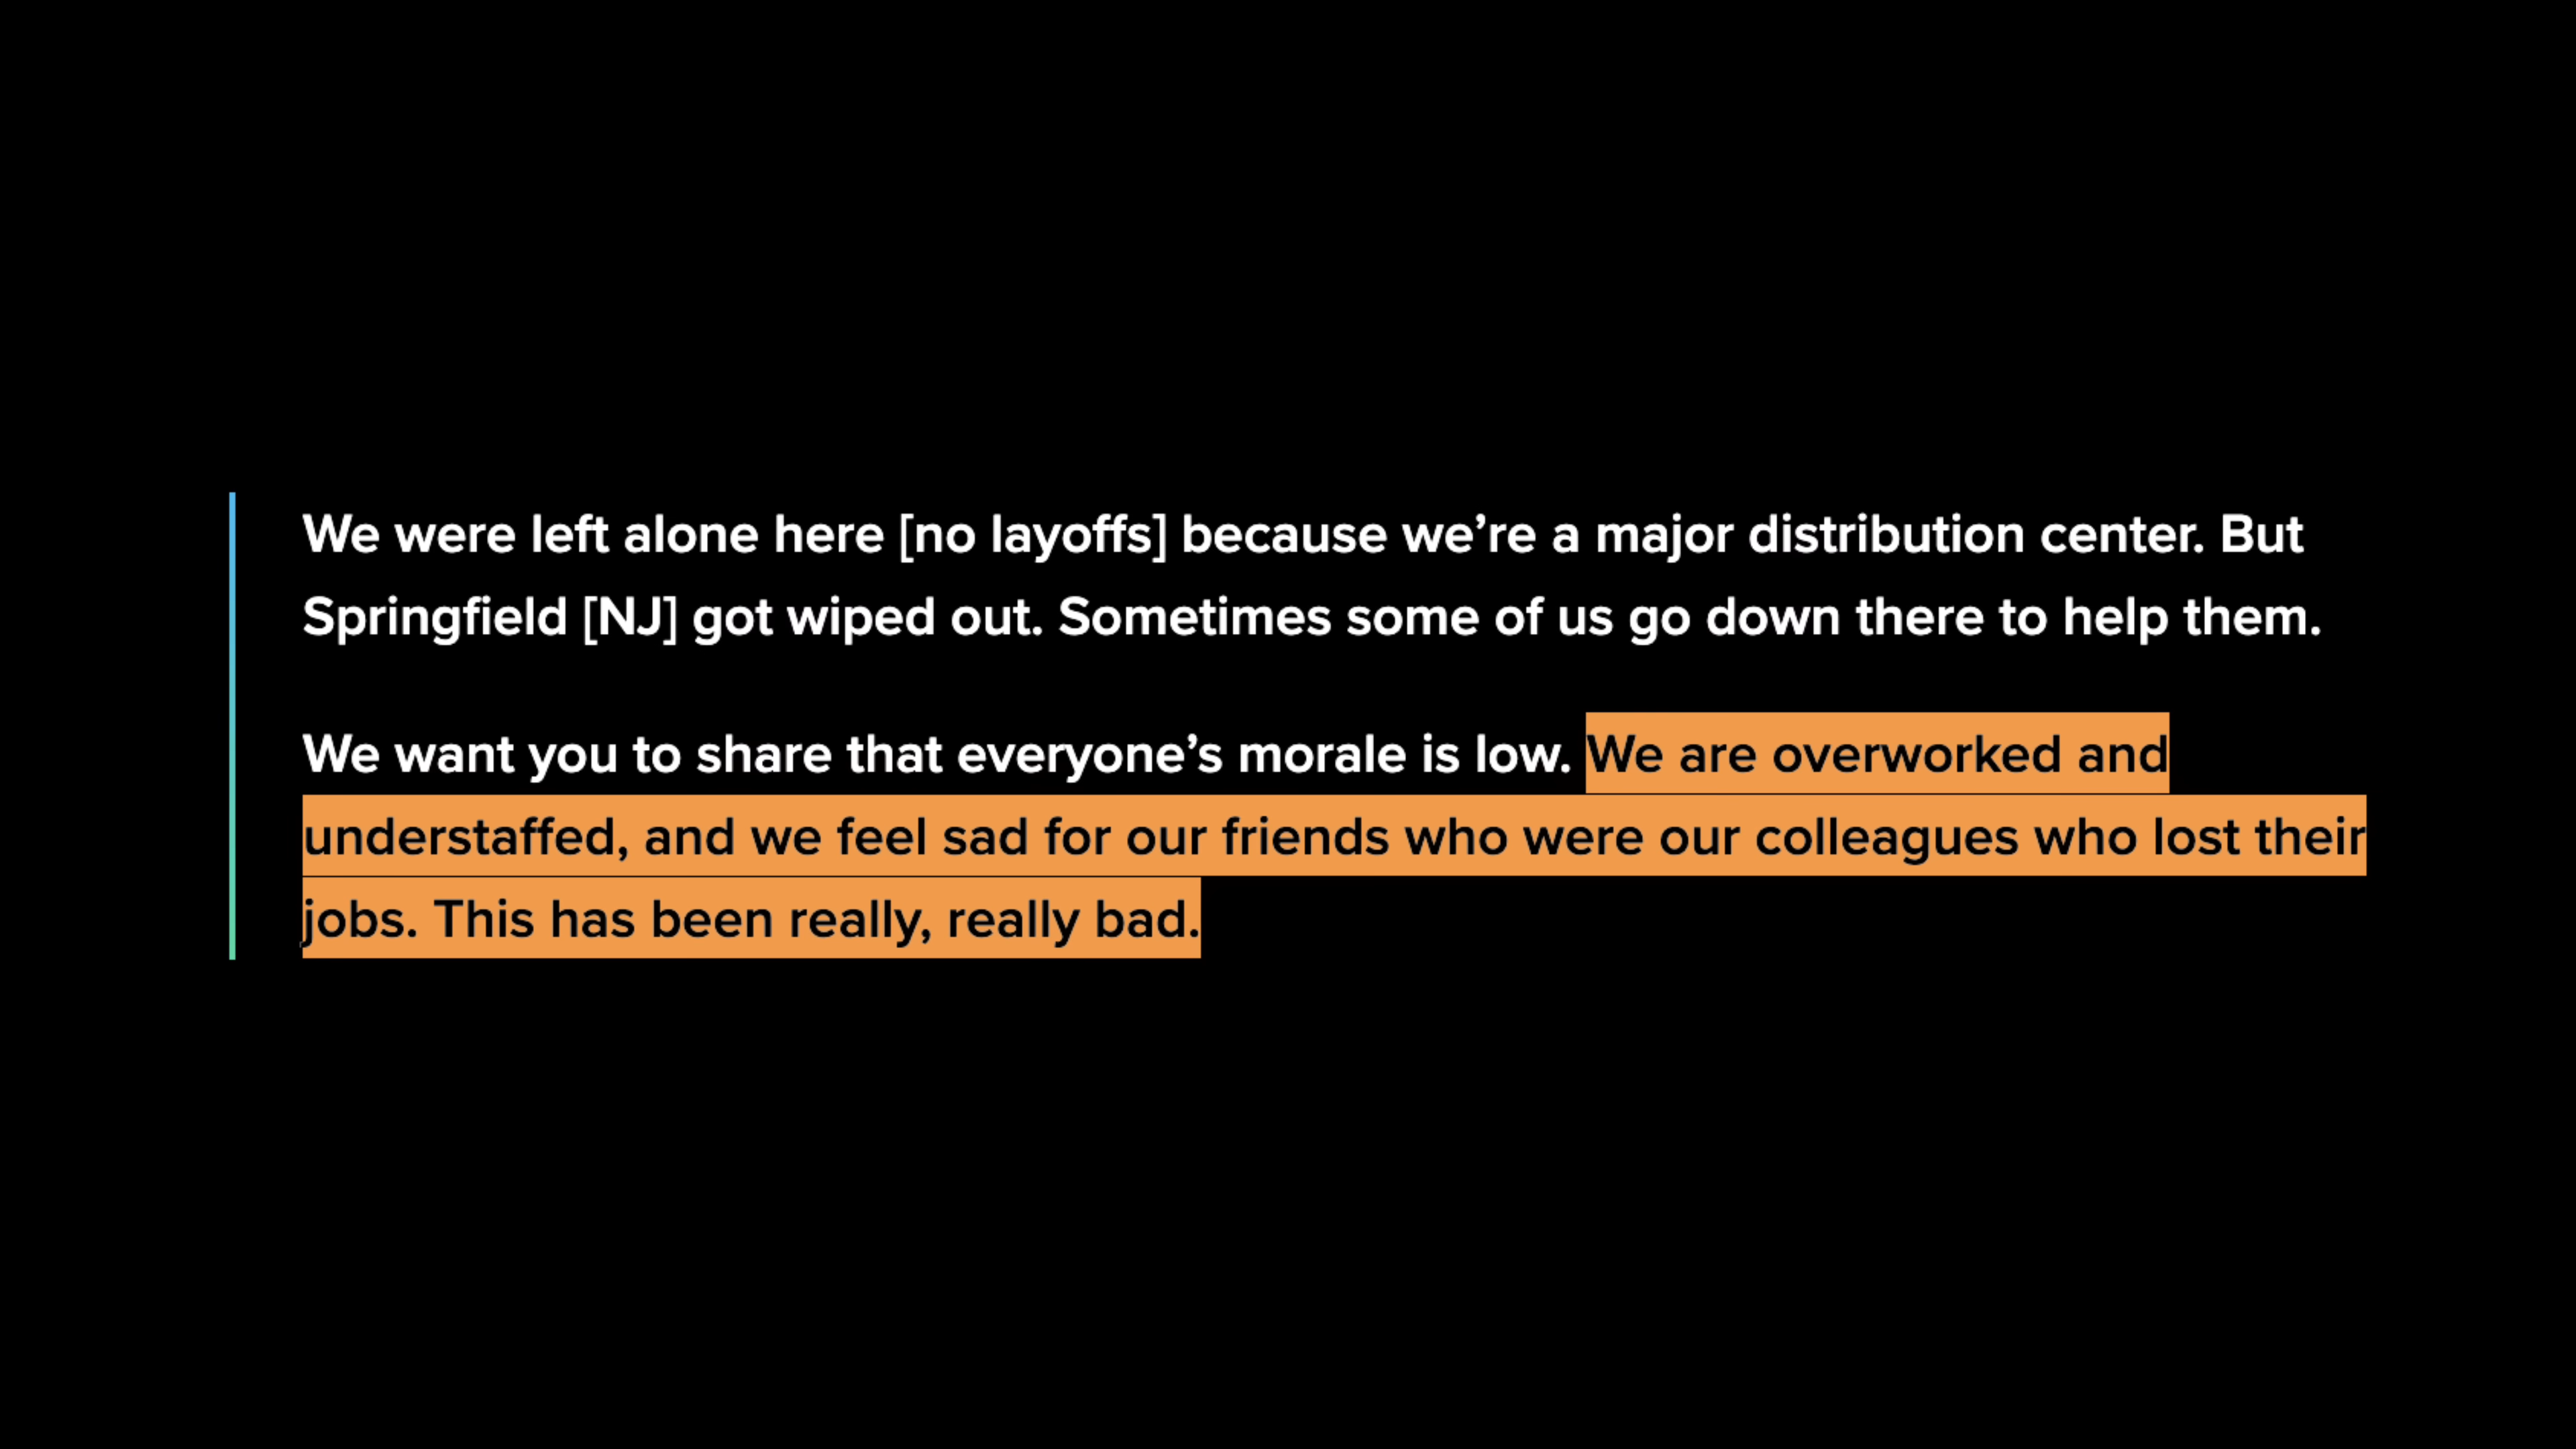 We were left alone here [no layoffs] because we’re a major distribution center. But
Springfield [NJ] got wiped out. Sometimes some of us go down there to help them.
We want you to share that everyone’s morale is low. We are overworked and
understaffed, and we feel sad for our friends who were our colleagues who lost their
jobs. This has been really, really bad.